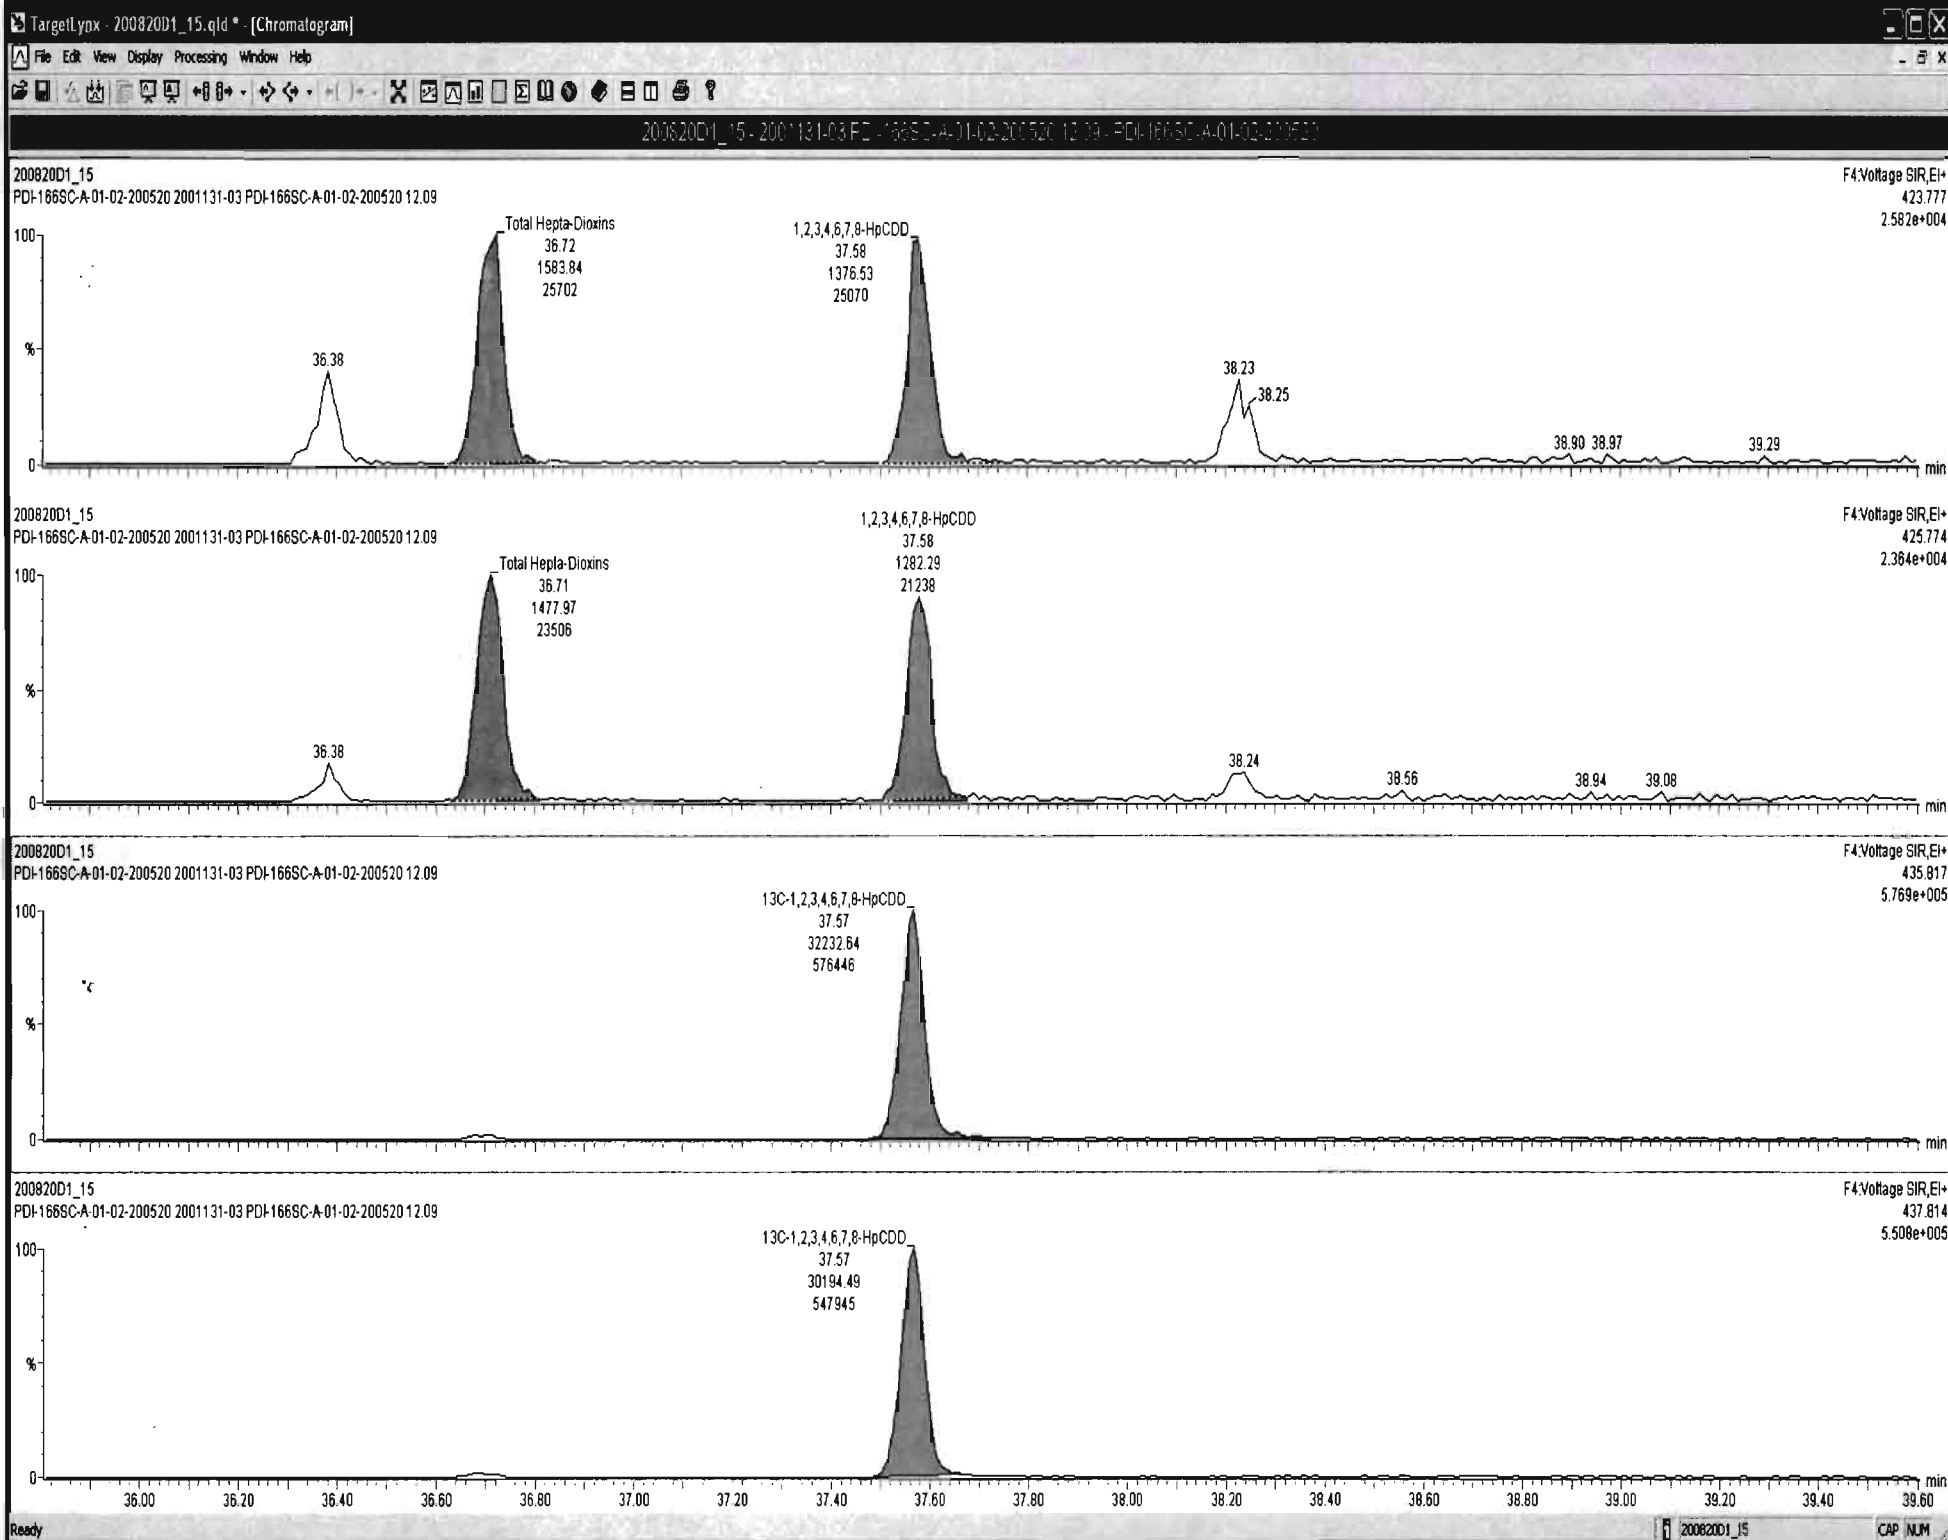 TargetLynx - 200820D1_15.qld * - [Chromatogram]
File Edit View Display Processing Window Help
200820D1_15
PDI-166SC-A-01-02-200520 2001131-03 PDI-166SC-A-01-02-200520 12.09
F4:Voltage SIR,EI+
423.777
2.582e+004
Total Hepta-Dioxins
36.72
1583.84
25702
1,2,3,4,6,7,8-HpCDD
37.58
1376.53
25070
100
%
0
36.38
38.23
38.25
38.90 38.97
39.29
min
200820D1_15
PDI-166SC-A-01-02-200520 2001131-03 PDI-166SC-A-01-02-200520 12.09
F4:Voltage SIR,EI+
425.774
2.364e+004
1,2,3,4,6,7,8-HpCDD
37.58
1282.29
21238
Total Hepta-Dioxins
36.71
1477.97
23506
100
%
0
36.38
38.24
38.56
38.94
39.08
min
200820D1_15
PDI-166SC-A-01-02-200520 2001131-03 PDI-166SC-A-01-02-200520 12.09
F4:Voltage SIR,EI+
435.817
5.769e+005
13C-1,2,3,4,6,7,8-HpCDD
37.57
32232.64
576446
100
%
0
min
200820D1_15
PDI-166SC-A-01-02-200520 2001131-03 PDI-166SC-A-01-02-200520 12.09
F4:Voltage SIR,EI+
437.814
5.508e+005
13C-1,2,3,4,6,7,8-HpCDD
37.57
30194.49
547945
100
%
0
min
36.00 36.20 36.40 36.60 36.80 37.00 37.20 37.40 37.60 37.80 38.00 38.20 38.40 38.60 38.80 39.00 39.20 39.40 39.60
Ready
200820D1_15
CAP NUM